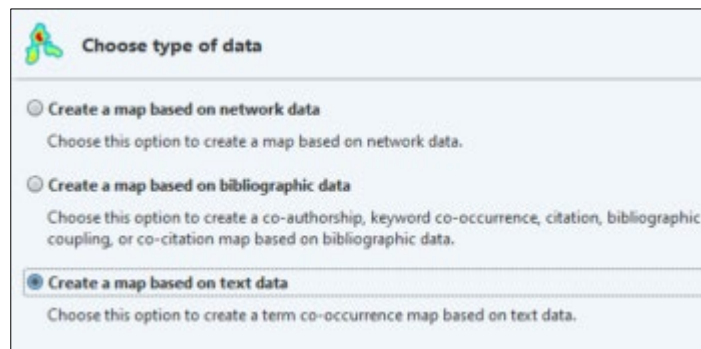 Choose type of data
Create a map based on network data
Choose this option to create a map based on network data.
Create a map based on bibliographic data
Choose this option to create a co-authorship, keyword co-occurrence, citation, bibliographic
coupling, or co-citation map based on bibliographic data.
Create a map based on text data
Choose this option to create a term co-occurrence map based on text data.